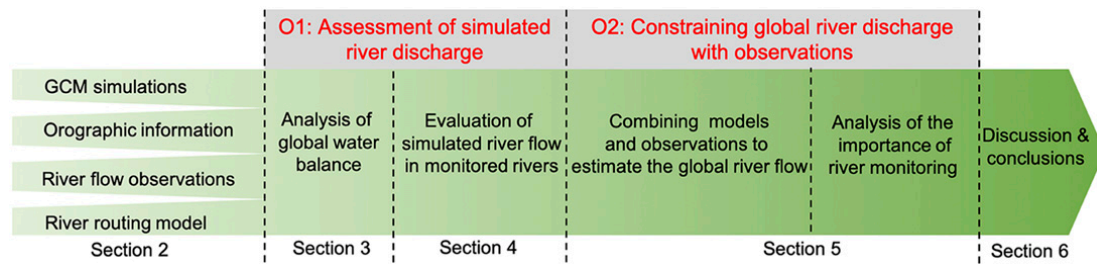 O1: Assessment of simulated
river discharge
O2: Constraining global river discharge
with observations
GCM simulations
Orographic information
River flow observations
River routing model
Analysis of
global water
balance
Evaluation of
simulated river flow
in monitored rivers
Combining models
and observations to
estimate the global river flow
Analysis of the
importance of
river monitoring
Discussion &
conclusions
Section 2
Section 3
Section 4
Section 5
Section 6